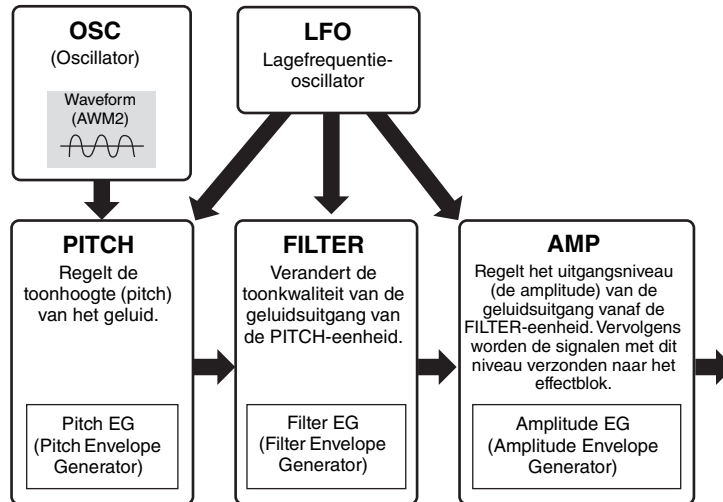 OSC
(Oscillator)
Waveform
(AWM2)
LFO
Lagefrequentie-
oscillator
PITCH
Regelt de
toonhoogte (pitch)
van het geluid.
Pitch EG
(Pitch Envelope
Generator)
FILTER
Verandert de
toonkwaliteit van de
geluidsuitgang van
de PITCH-eenheid.
Filter EG
(Filter Envelope
Generator)
AMP
Regelt het uitgangsniveau
(de amplitude) van de
geluidsuitgang vanaf de
FILTER-eenheid. Vervolgens
worden de signalen met dit
niveau verzonden naar het
effectblok.
Amplitude EG
(Amplitude Envelope
Generator)